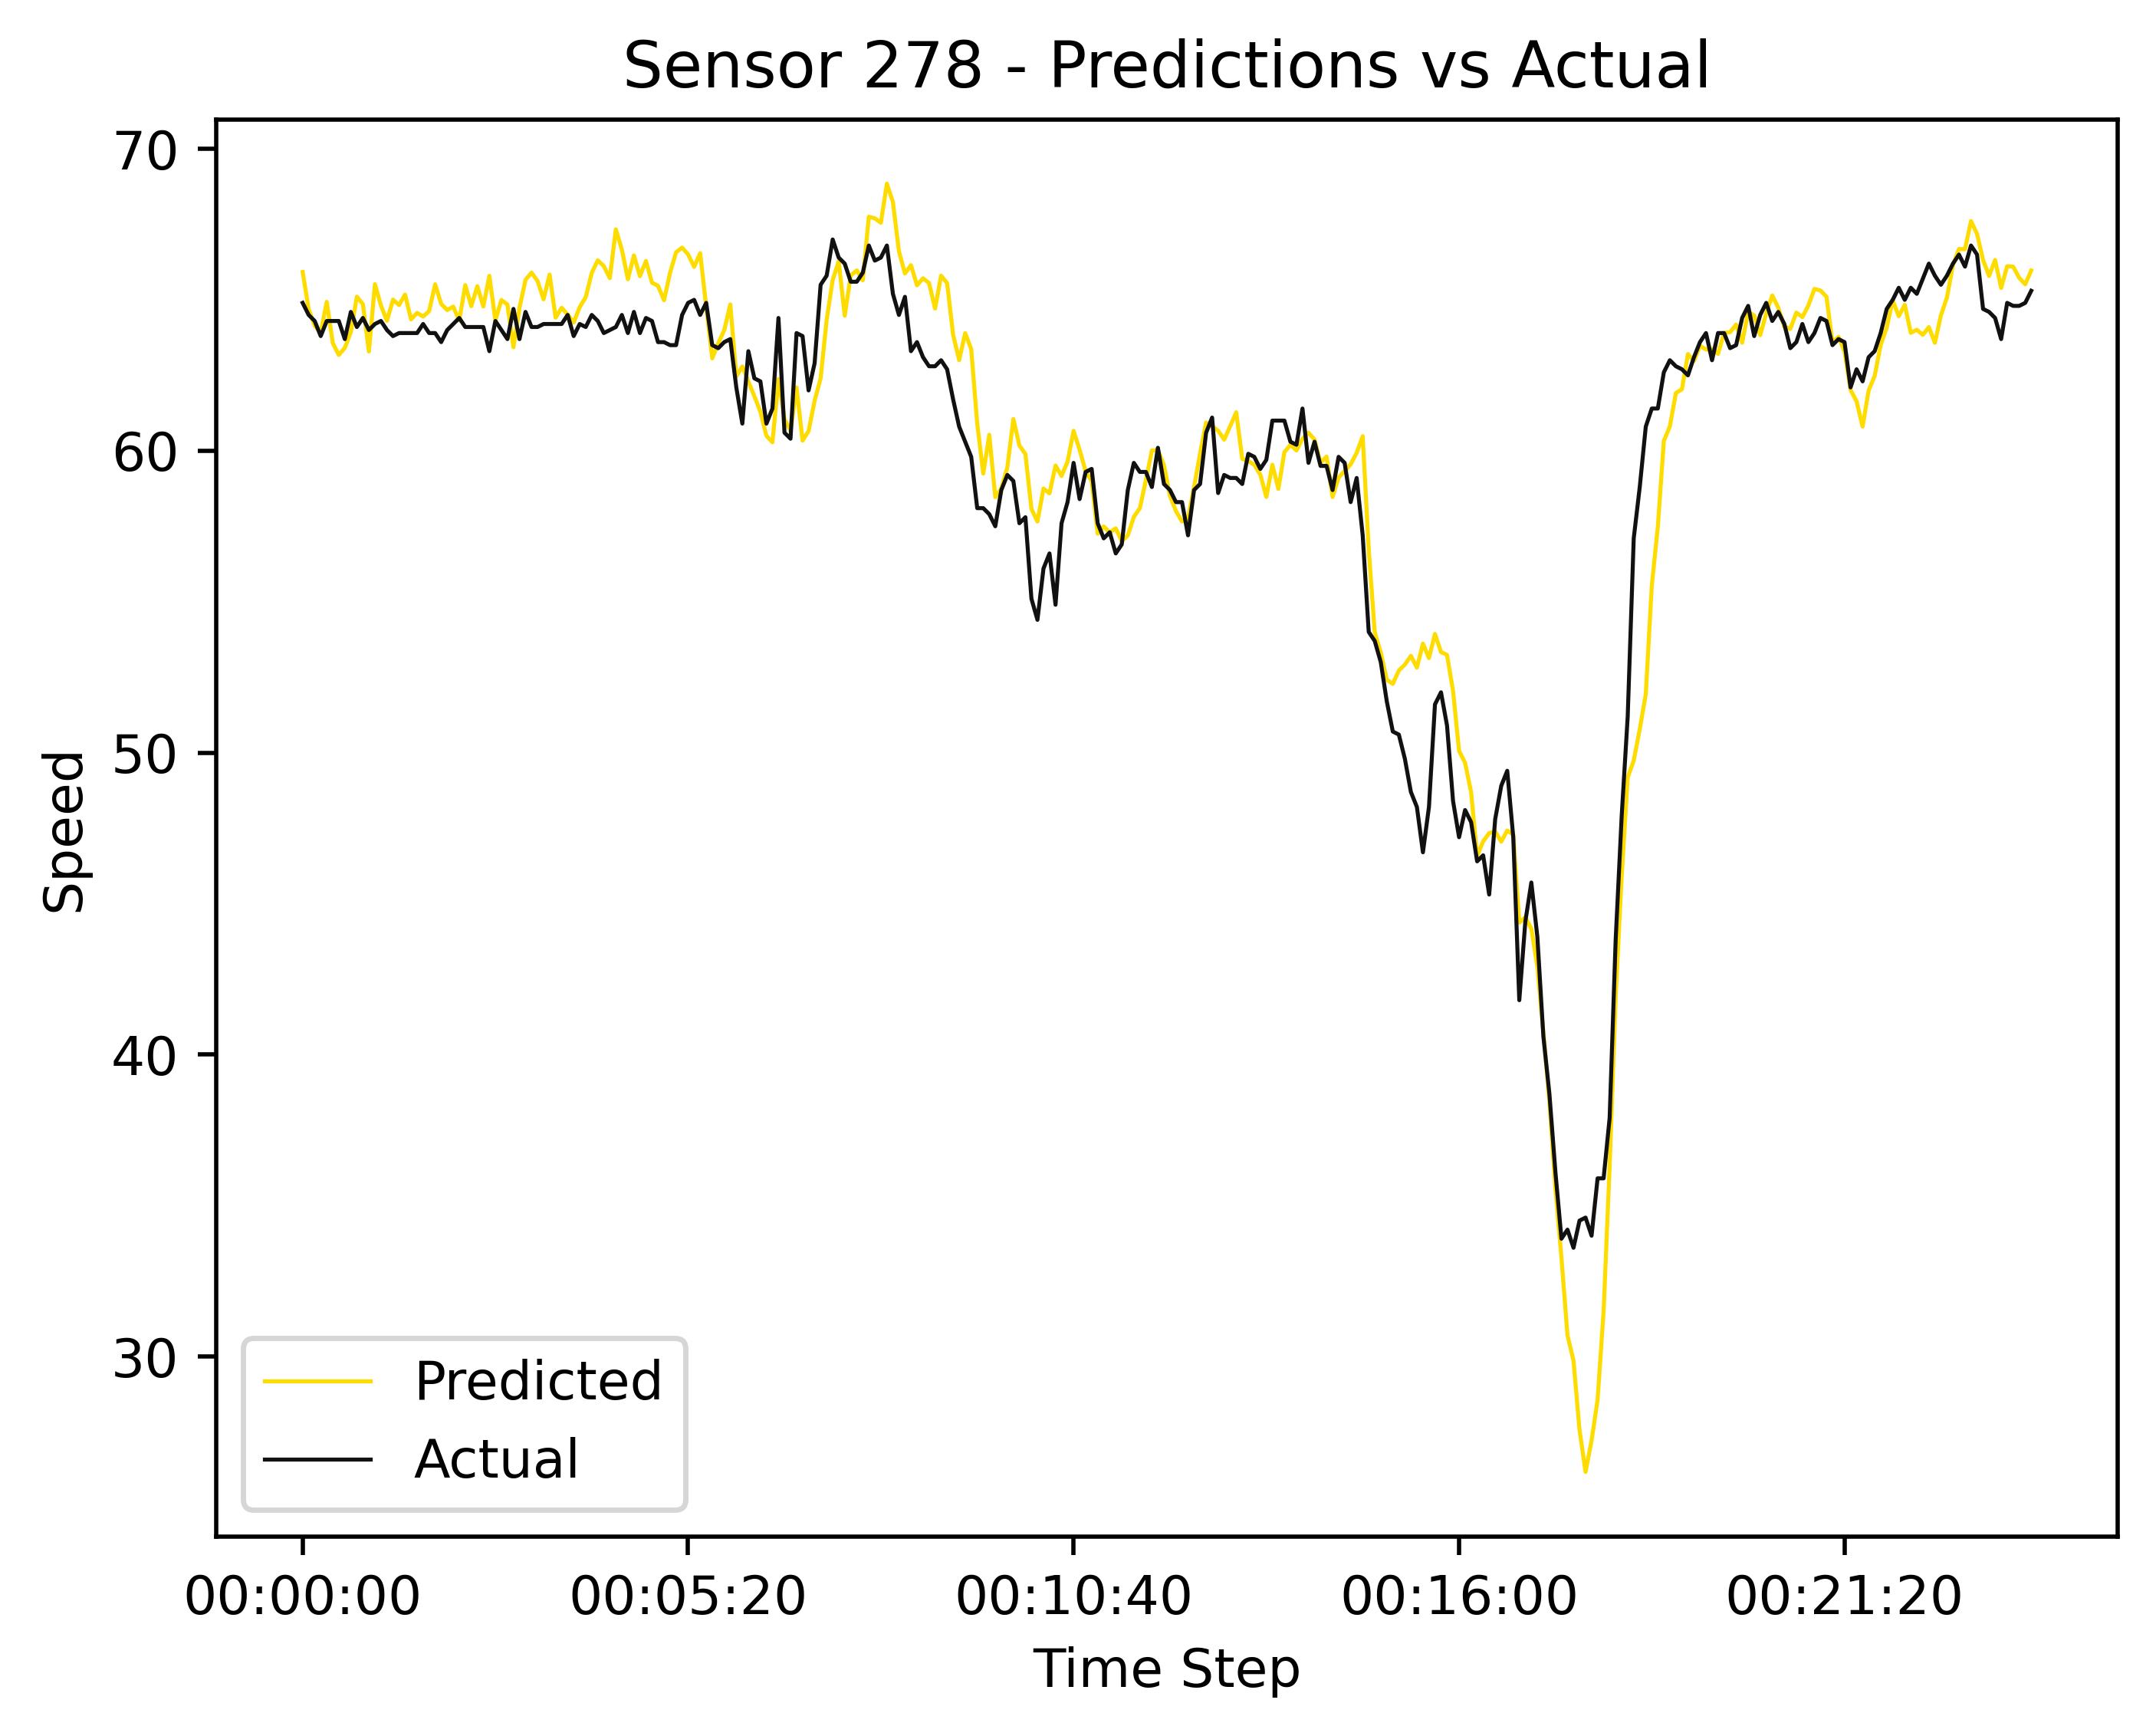 Sensor 278 - Predictions vs Actual
70
60
50
40
30
Speed
Predicted
Actual
00:00:00 00:05:20 00:10:40 00:16:00 00:21:20
Time Step